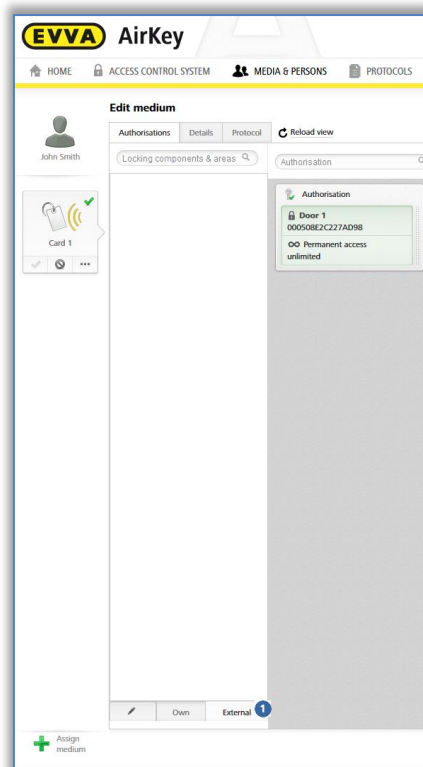 EVVA AirKey
HOME ACCESS CONTROL SYSTEM MEDIA & PERSONS PROTOCOLS
Edit medium
Authorisations Details Protocol Reload view
John Smith
Locking components & areas
Authorisation
Authorisation
Door 1
000508E2C227AD98
Permanent access
unlimited
Card 1
Own External 1
Assign
medium